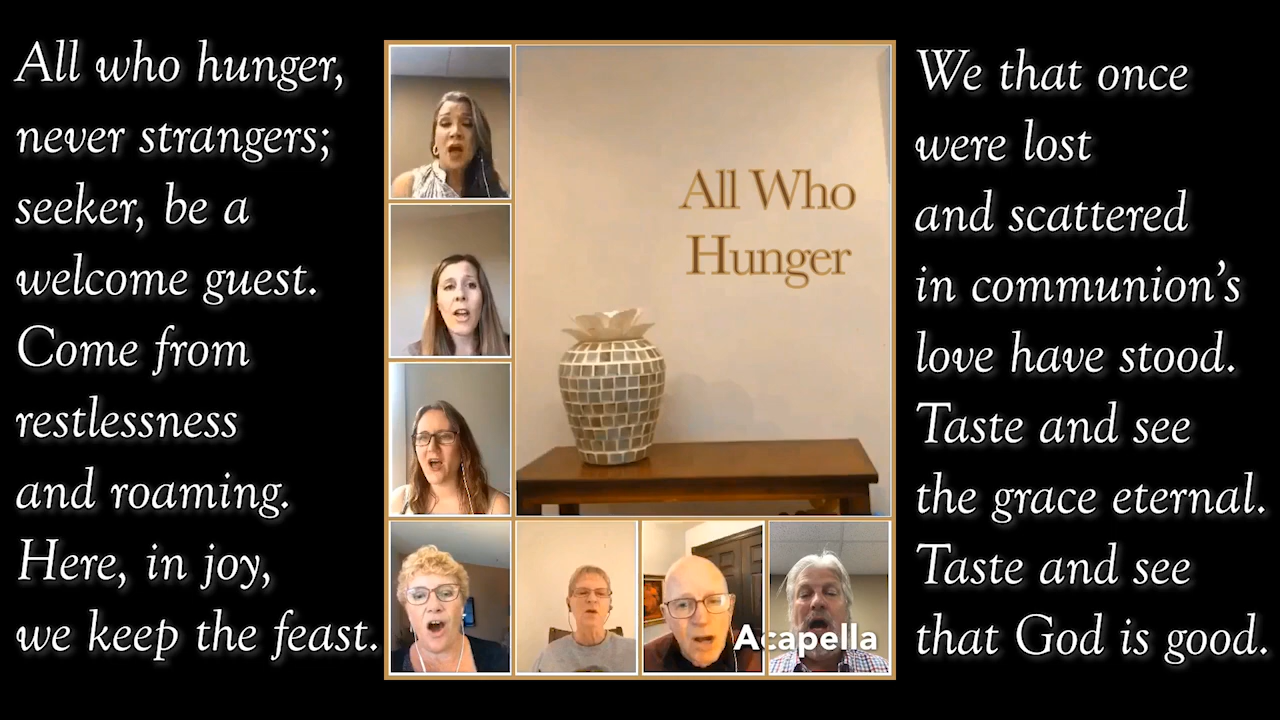 All who hunger,
never strangers;
seeker, be a
welcome guest.
Come from
restlessness
and roaming.
Here, in joy,
we keep the feast.
All Who
Hunger
Acapella
We that once
were lost
and scattered
in communion’s
love have stood.
Taste and see
the grace eternal.
Taste and see
that God is good.